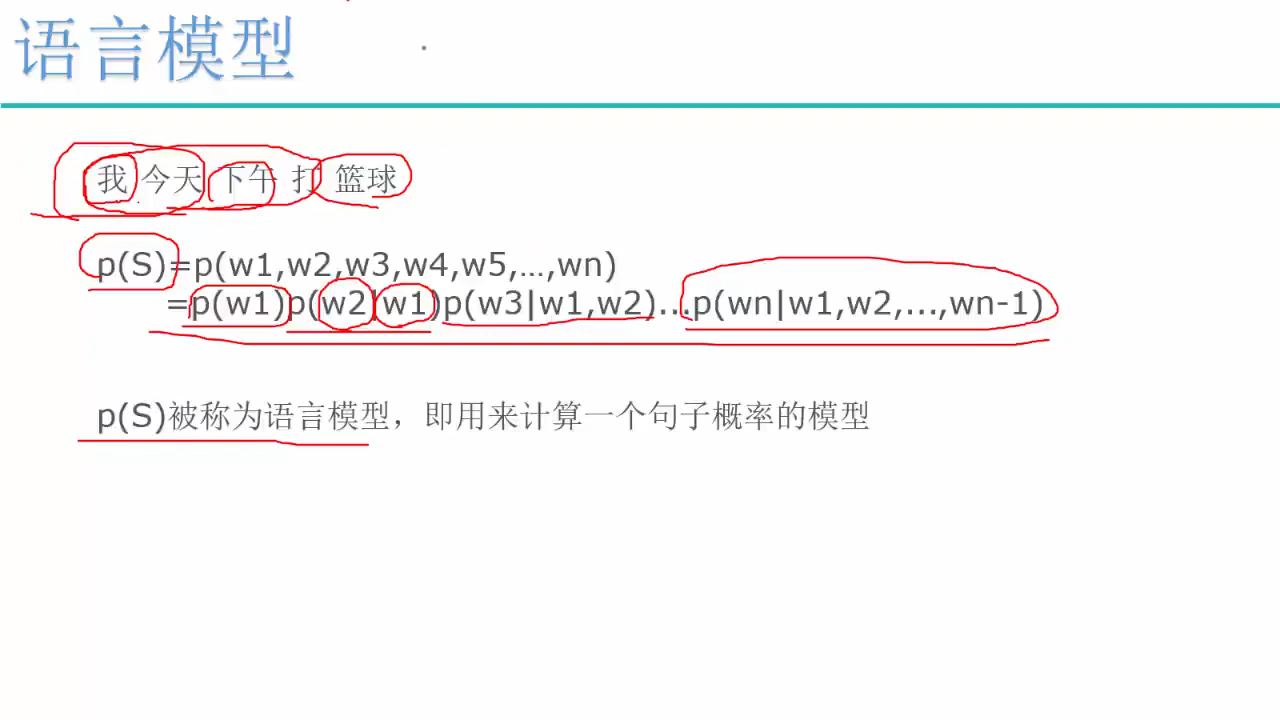 语言模型
我 今天 下午 打 篮球
p(S)=p(w1,w2,w3,w4,w5,…,wn)
=p(w1)p(w2|w1)p(w3|w1,w2)...p(wn|w1,w2,...,wn-1)
p(S)被称为语言模型，即用来计算一个句子概率的模型